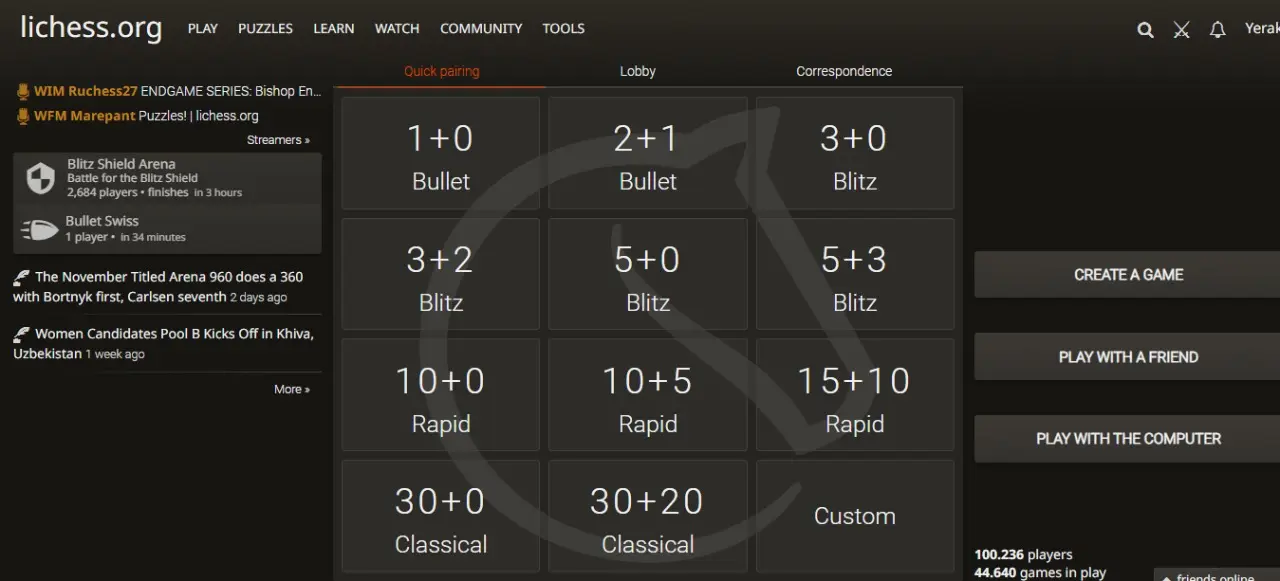 lichess.org PLAY PUZZLES LEARN WATCH COMMUNITY TOOLS
Quick pairing Lobby Correspondence
WIM Ruchess27 ENDGAME SERIES: Bishop En...
WFM Marepant Puzzles! | lichess.org
Streamers »
Blitz Shield Arena
Battle for the Blitz Shield
2,684 players • finishes in 3 hours
Bullet Swiss
1 player • in 34 minutes
The November Titled Arena 960 does a 360
with Bortnyk first, Carlsen seventh 2 days ago
Women Candidates Pool B Kicks Off in Khiva,
Uzbekistan 1 week ago
More »
1+0 2+1 3+0
Bullet Bullet Blitz
3+2 5+0 5+3
Blitz Blitz Blitz
10+0 10+5 15+10
Rapid Rapid Rapid
30+0 30+20 Custom
Classical Classical
CREATE A GAME
PLAY WITH A FRIEND
PLAY WITH THE COMPUTER
100.236 players
44.640 games in play
friends online